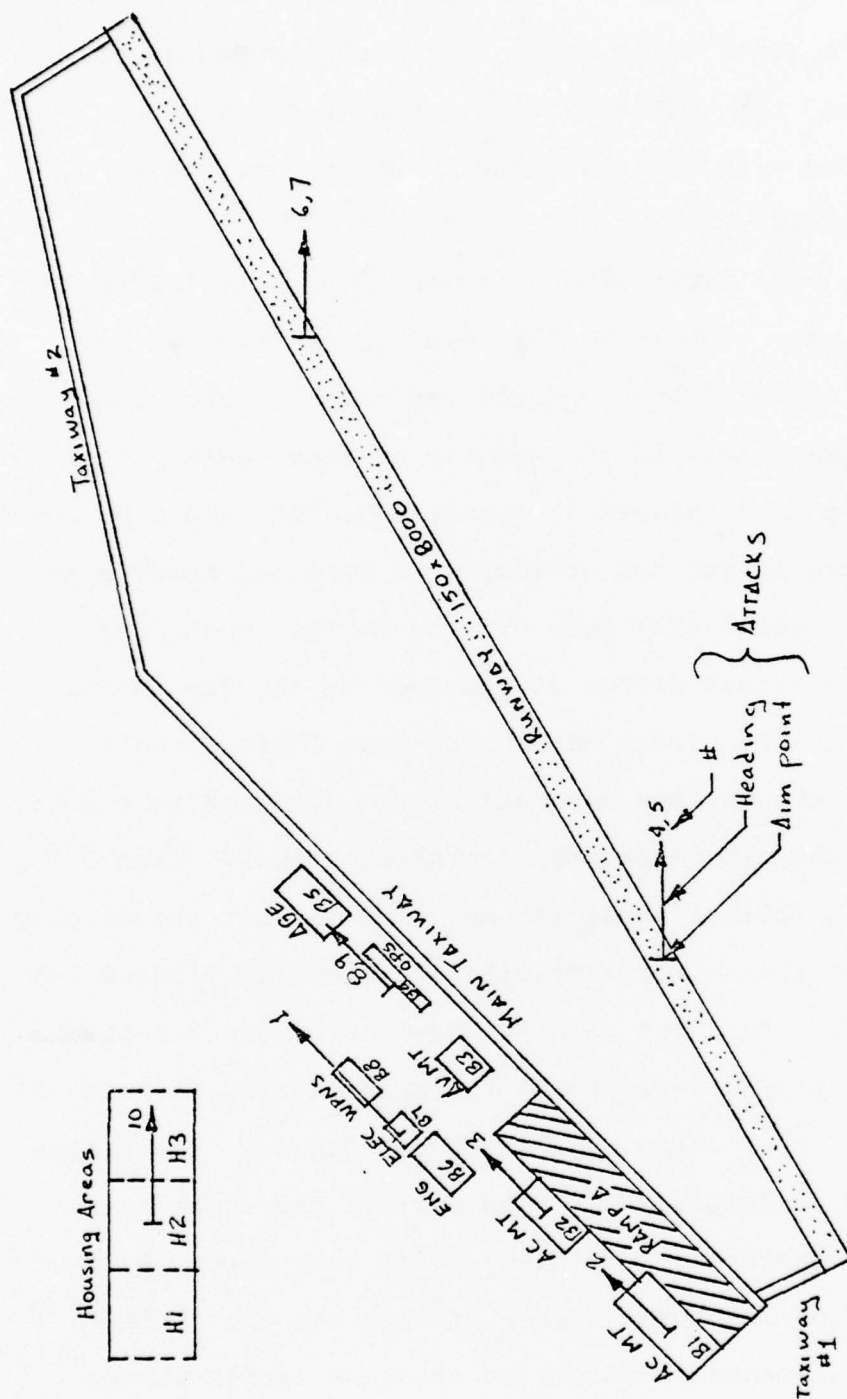 Housing Areas
H1
H2
H3
10
Taxiway #2
6, 7
Runway: 150 x 8000
4, 5
#
Heading
Aim point
Attacks
MAIN TAXIWAY
AGE
B5
8,9
OPS
B4
1
WPNS
B8
ELEC
B7
ENG
B6
AVMT
B3
3
AC MT
B2
RAMP A
2
AC MT
B1
Taxiway
#1